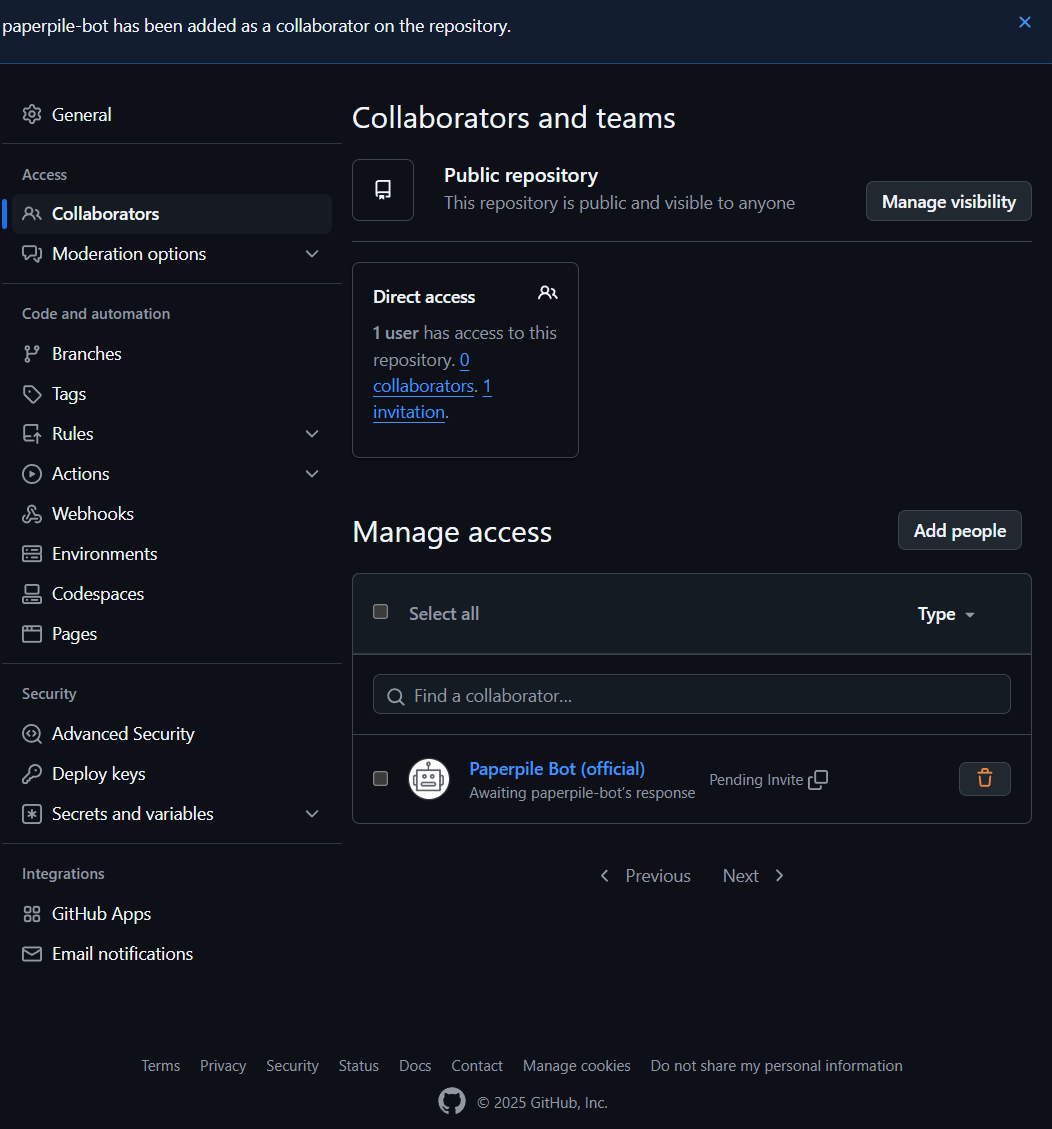 paperpile-bot has been added as a collaborator on the repository.
General
Access
Collaborators
Moderation options
Code and automation
Branches
Tags
Rules
Actions
Webhooks
Environments
Codespaces
Pages
Security
Advanced Security
Deploy keys
Secrets and variables
Integrations
GitHub Apps
Email notifications
Collaborators and teams
Public repository
This repository is public and visible to anyone
Manage visibility
Direct access
1 user has access to this
repository. 0
collaborators. 1
invitation.
Manage access
Add people
Select all
Type
Find a collaborator...
Paperpile Bot (official)
Awaiting paperpile-bot's response
Pending Invite
Previous
Next
Terms Privacy Security Status Docs Contact Manage cookies Do not share my personal information
© 2025 GitHub, Inc.